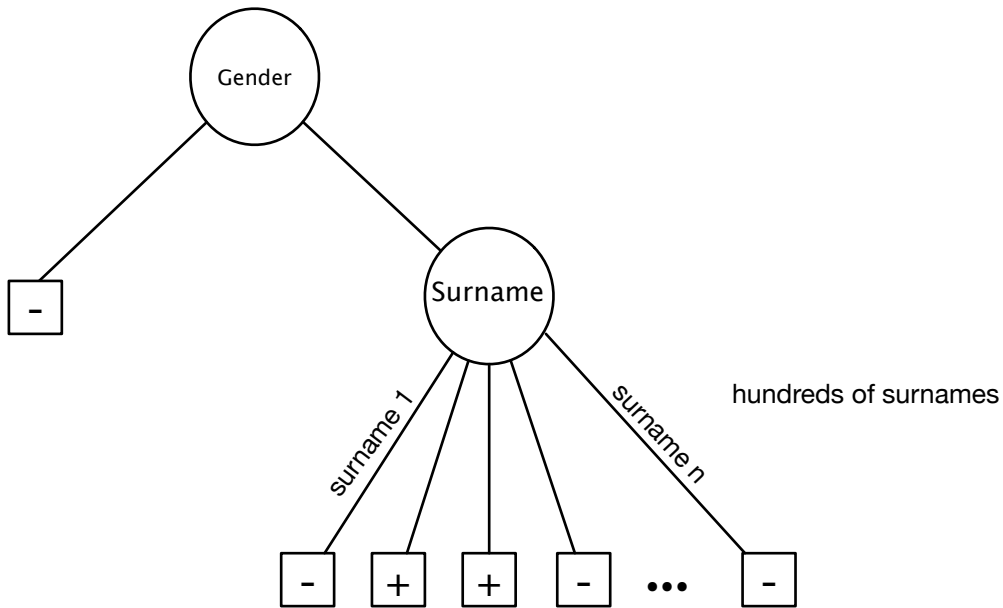 Gender
-
Surname
hundreds of surnames
surname 1
surname n
-
+
+
-
...
-